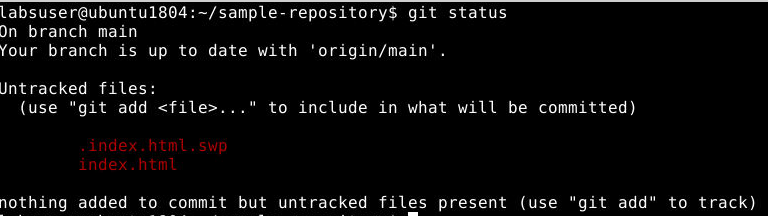 labsuser@ubuntu1804:~/sample-repository$ git status
On branch main
Your branch is up to date with 'origin/main'.
Untracked files:
(use "git add <file>..." to include in what will be committed)
.index.html.swp
index.html
nothing added to commit but untracked files present (use "git add" to track)